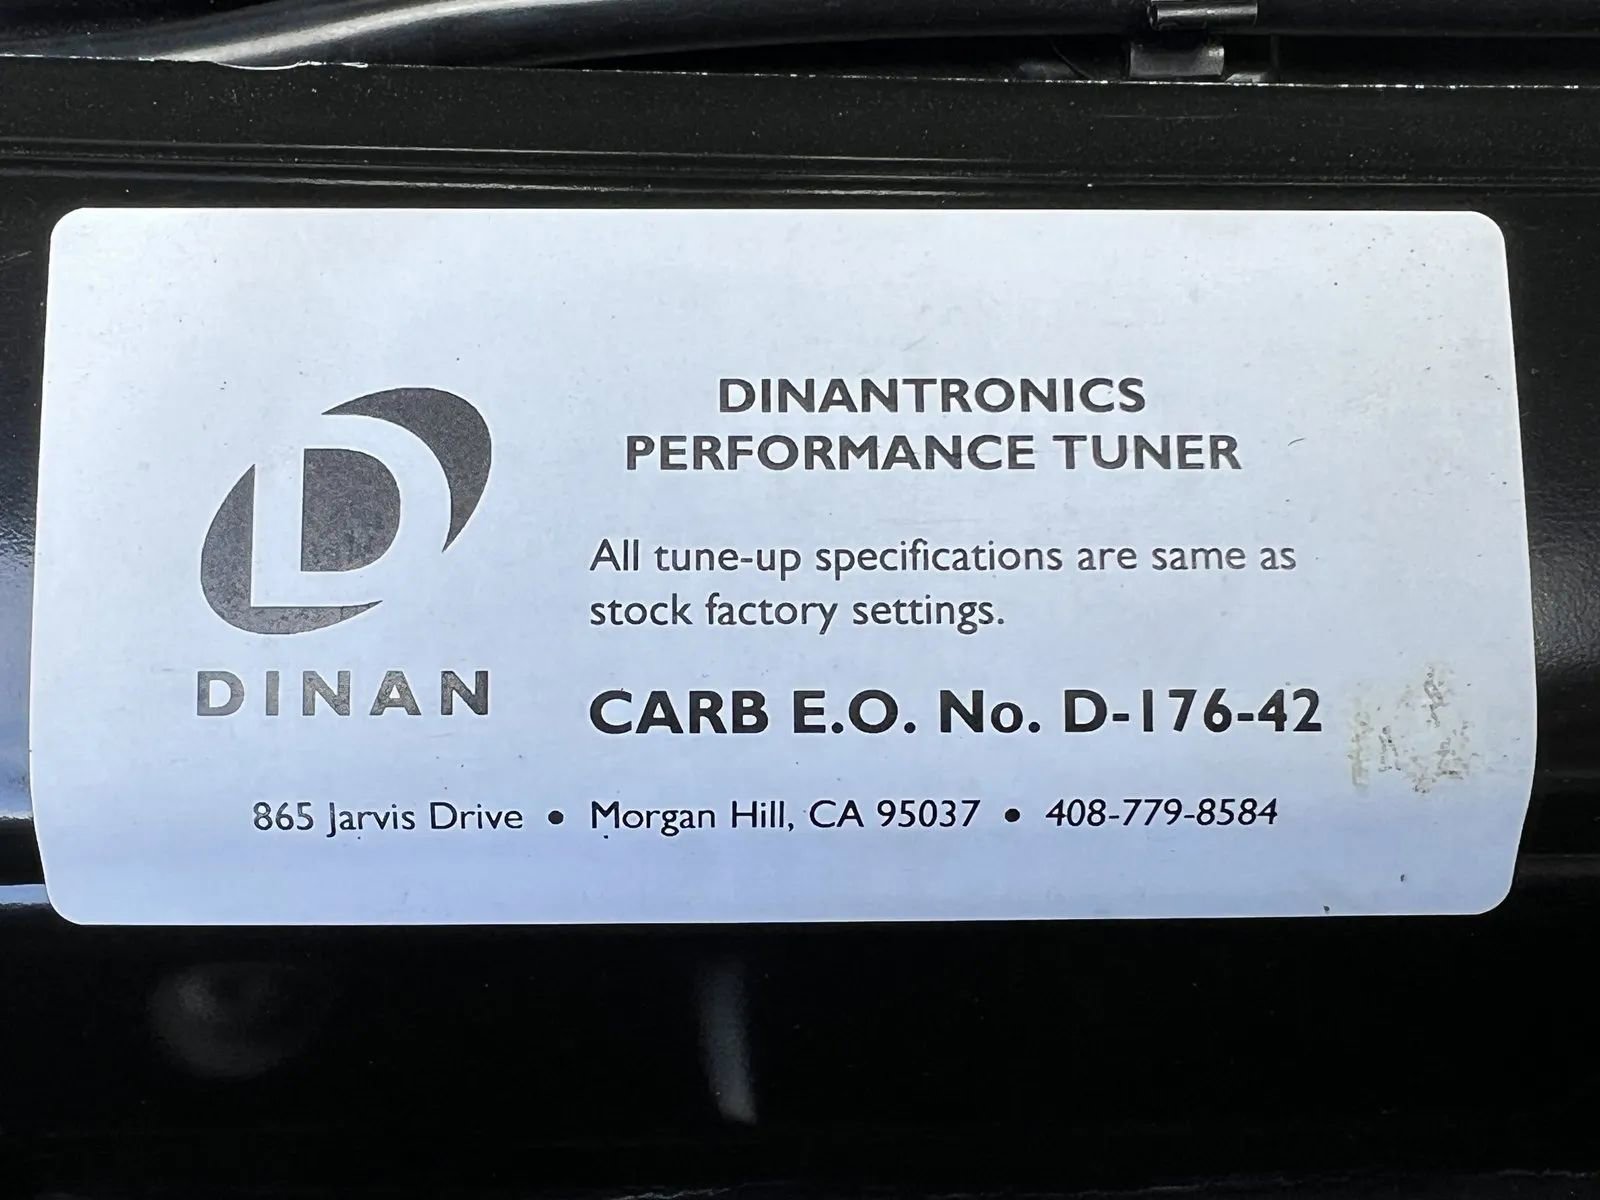 DINANTRONICS
PERFORMANCE TUNER
All tune-up specifications are same as
stock factory settings.
D
DINAN
CARB E.O. No. D-176-42
865 Jarvis Drive • Morgan Hill, CA 95037 • 408-779-8584